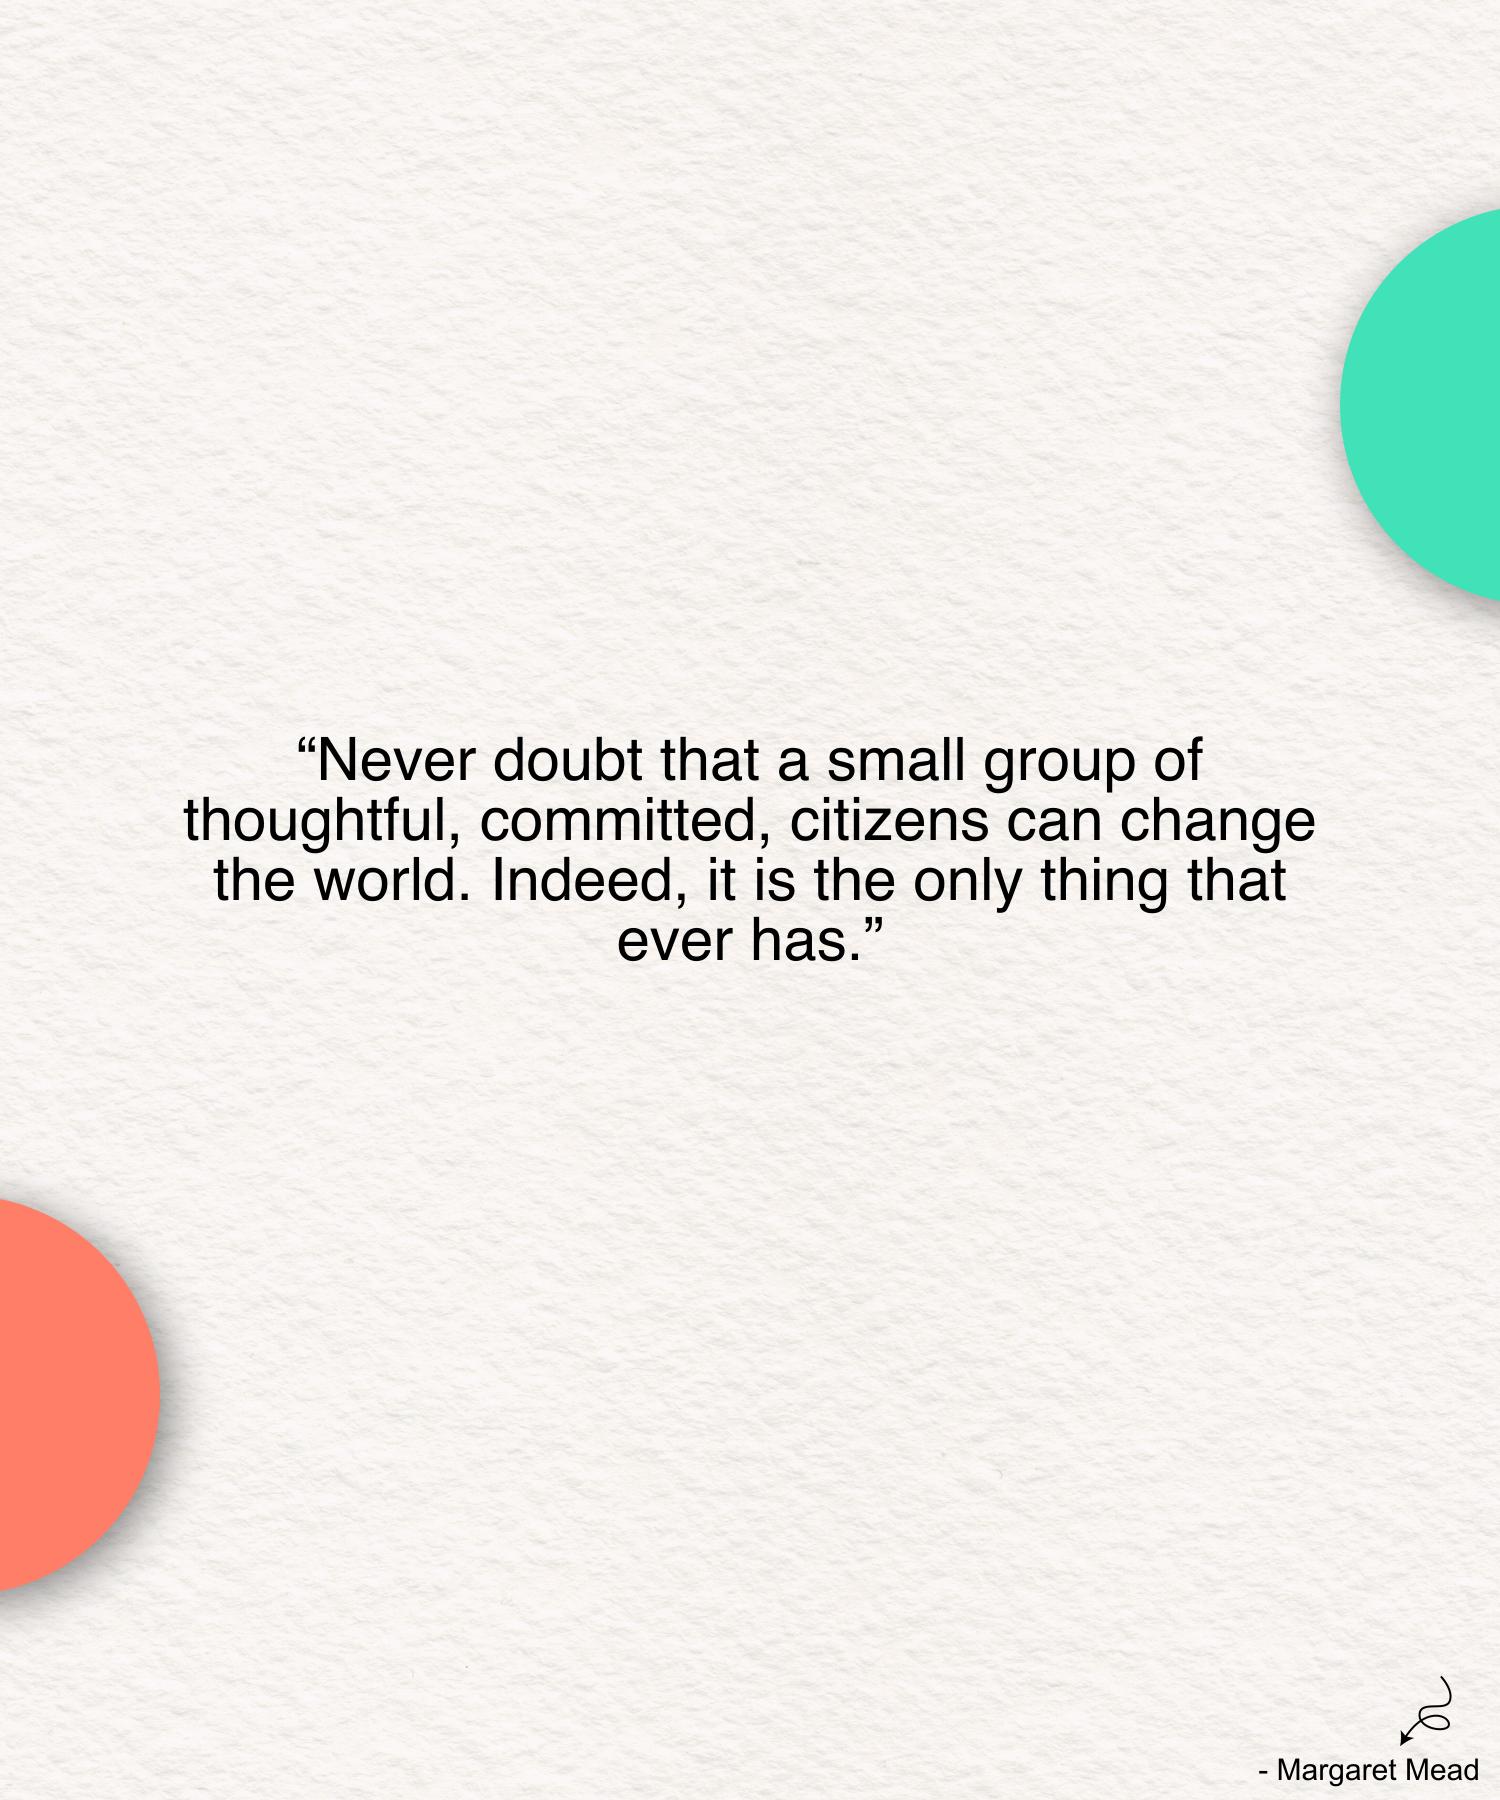 “Never doubt that a small group of
thoughtful, committed, citizens can change
the world. Indeed, it is the only thing that
ever has.”
- Margaret Mead